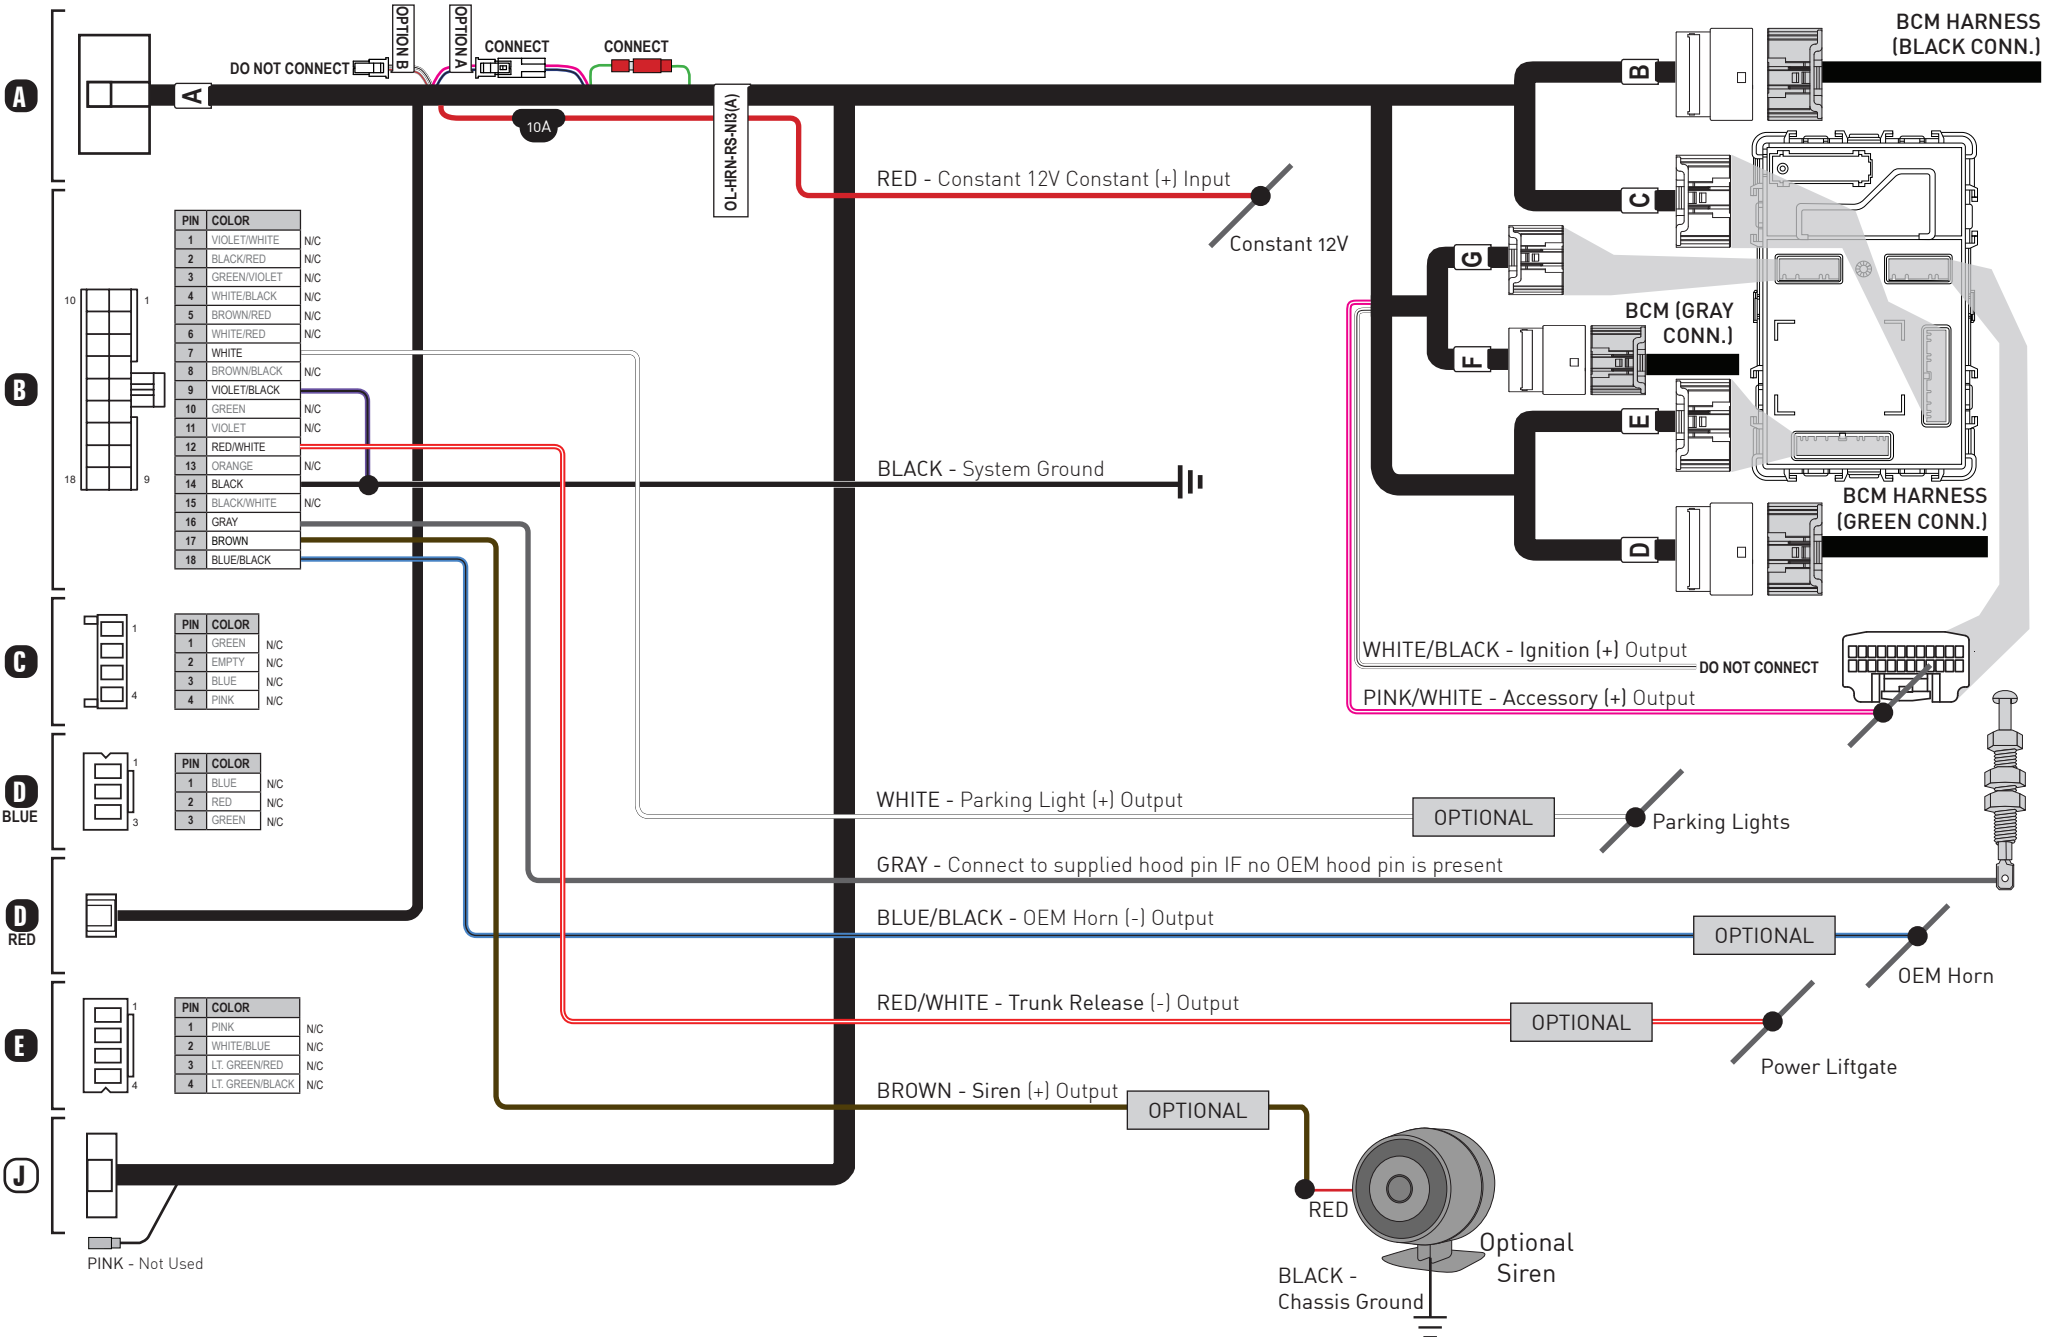 A
DO NOT CONNECT
OPTION B
OPTION A
CONNECT
CONNECT
A
10A
OL-HRN-RS-NI3(A)
RED - Constant 12V Constant (+) Input
Constant 12V
B
BCM HARNESS
(BLACK CONN.)
C
G
BCM (GRAY
CONN.)
F
E
D
BCM HARNESS
(GREEN CONN.)
B
10 1
18 9
PIN COLOR
1 VIOLET/WHITE N/C
2 BLACK/RED N/C
3 GREEN/VIOLET N/C
4 WHITE/BLACK N/C
5 BROWN/RED N/C
6 WHITE/RED N/C
7 WHITE
8 BROWN/BLACK N/C
9 VIOLET/BLACK
10 GREEN N/C
11 VIOLET N/C
12 RED/WHITE
13 ORANGE N/C
14 BLACK
15 BLACK/WHITE N/C
16 GRAY
17 BROWN
18 BLUE/BLACK
BLACK - System Ground
C
1
4
PIN COLOR
1 GREEN N/C
2 EMPTY N/C
3 BLUE N/C
4 PINK N/C
WHITE/BLACK - Ignition (+) Output
DO NOT CONNECT
PINK/WHITE - Accessory (+) Output
D
BLUE
1
3
PIN COLOR
1 BLUE N/C
2 RED N/C
3 GREEN N/C
WHITE - Parking Light (+) Output
OPTIONAL
Parking Lights
GRAY - Connect to supplied hood pin IF no OEM hood pin is present
D
RED
BLUE/BLACK - OEM Horn (-) Output
OPTIONAL
OEM Horn
E
1
4
PIN COLOR
1 PINK N/C
2 WHITE/BLUE N/C
3 LT. GREEN/RED N/C
4 LT. GREEN/BLACK N/C
RED/WHITE - Trunk Release (-) Output
OPTIONAL
Power Liftgate
BROWN - Siren (+) Output
OPTIONAL
J
PINK - Not Used
RED
Optional
Siren
BLACK -
Chassis Ground